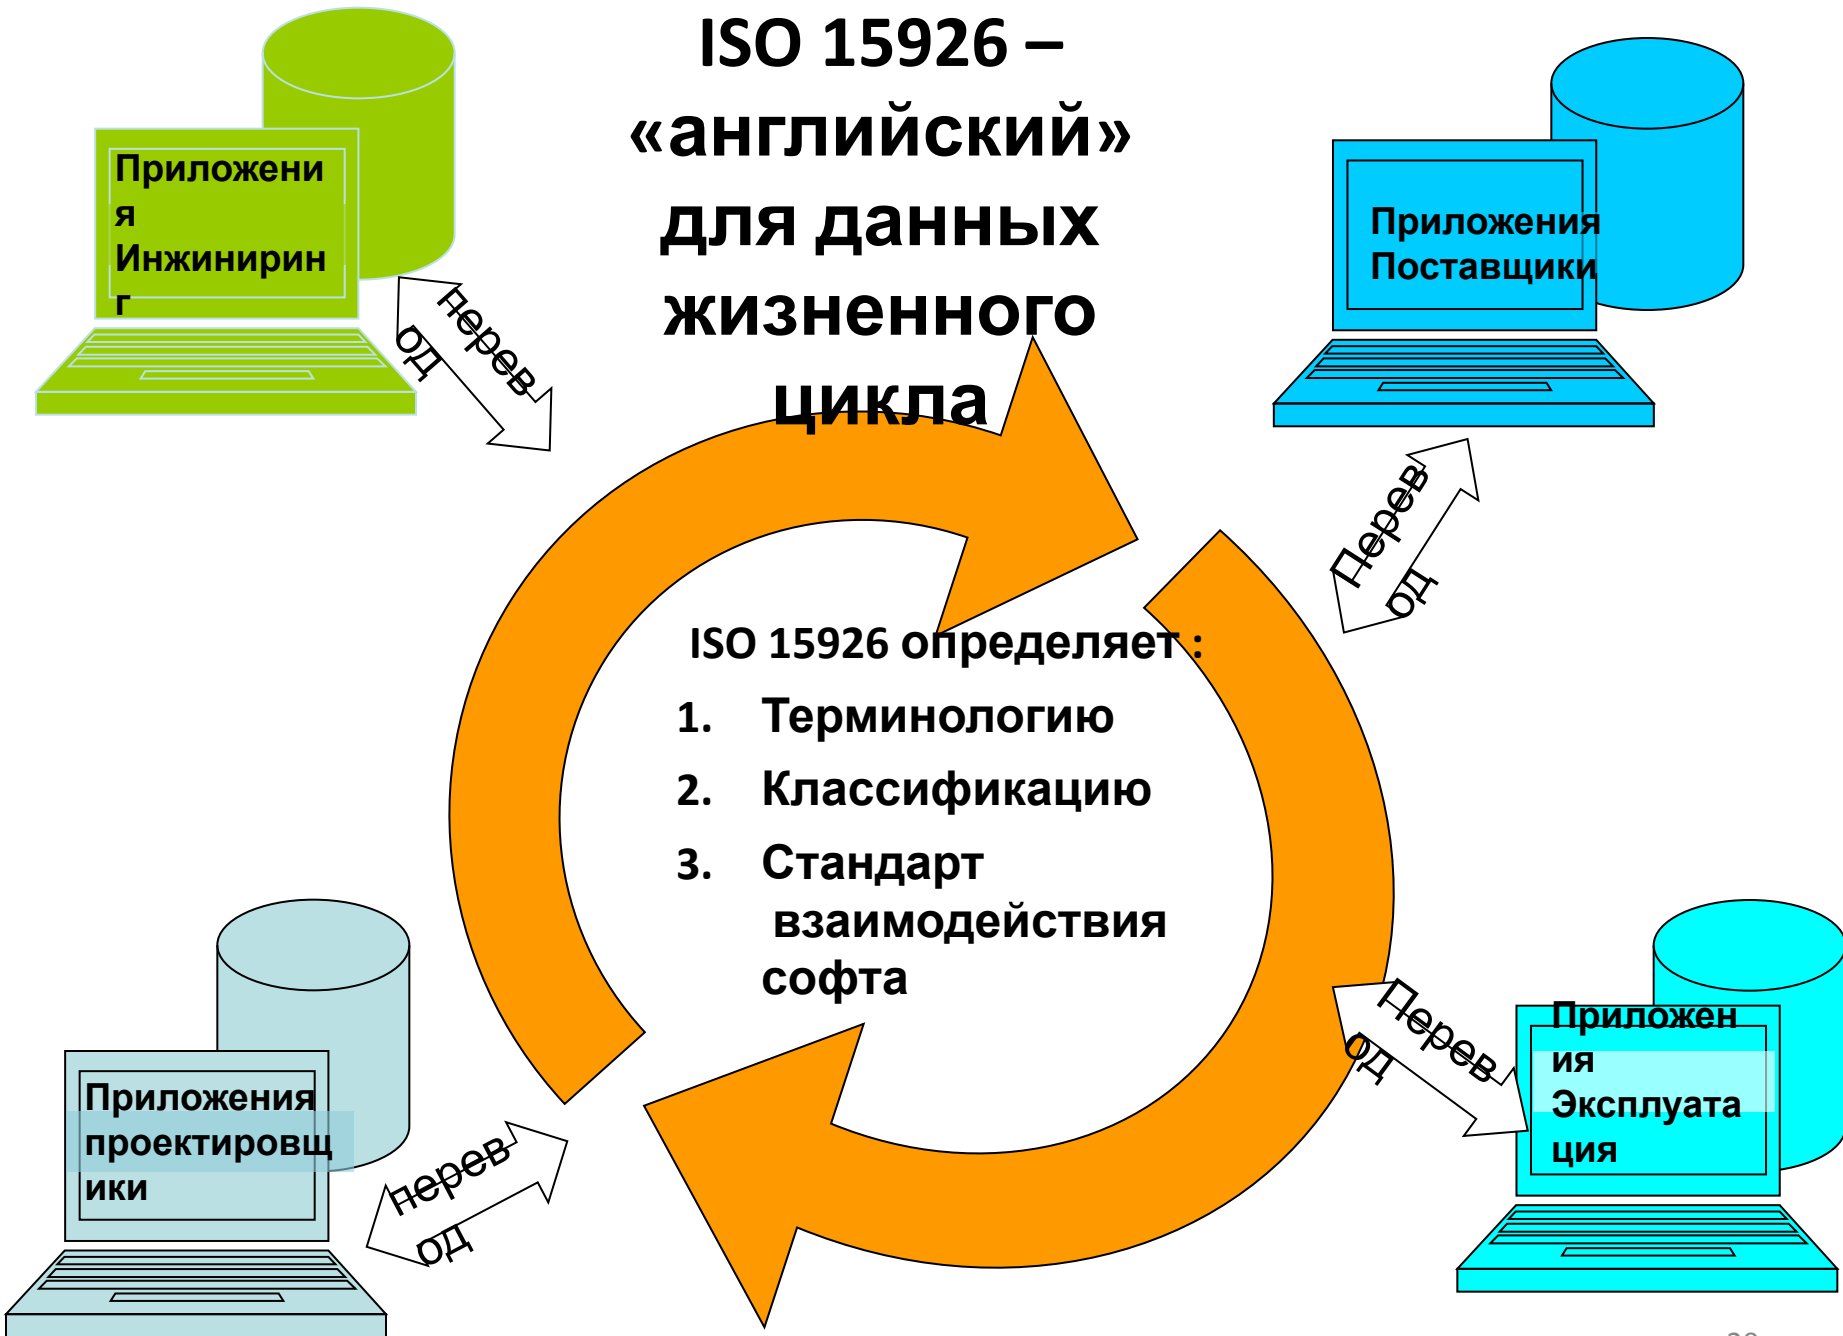 ISO 15926 –
«английский»
для данных
жизненного
цикла
Приложени
я
Инжинирин
г
перев
од
Приложения
Поставщики
Перев
од
ISO 15926 определяет :
1. Терминологию
2. Классификацию
3. Стандарт
взаимодействия
софта
Приложения
проектировщ
ики
перев
од
Перев
од
Приложен
ия
Эксплуата
ция